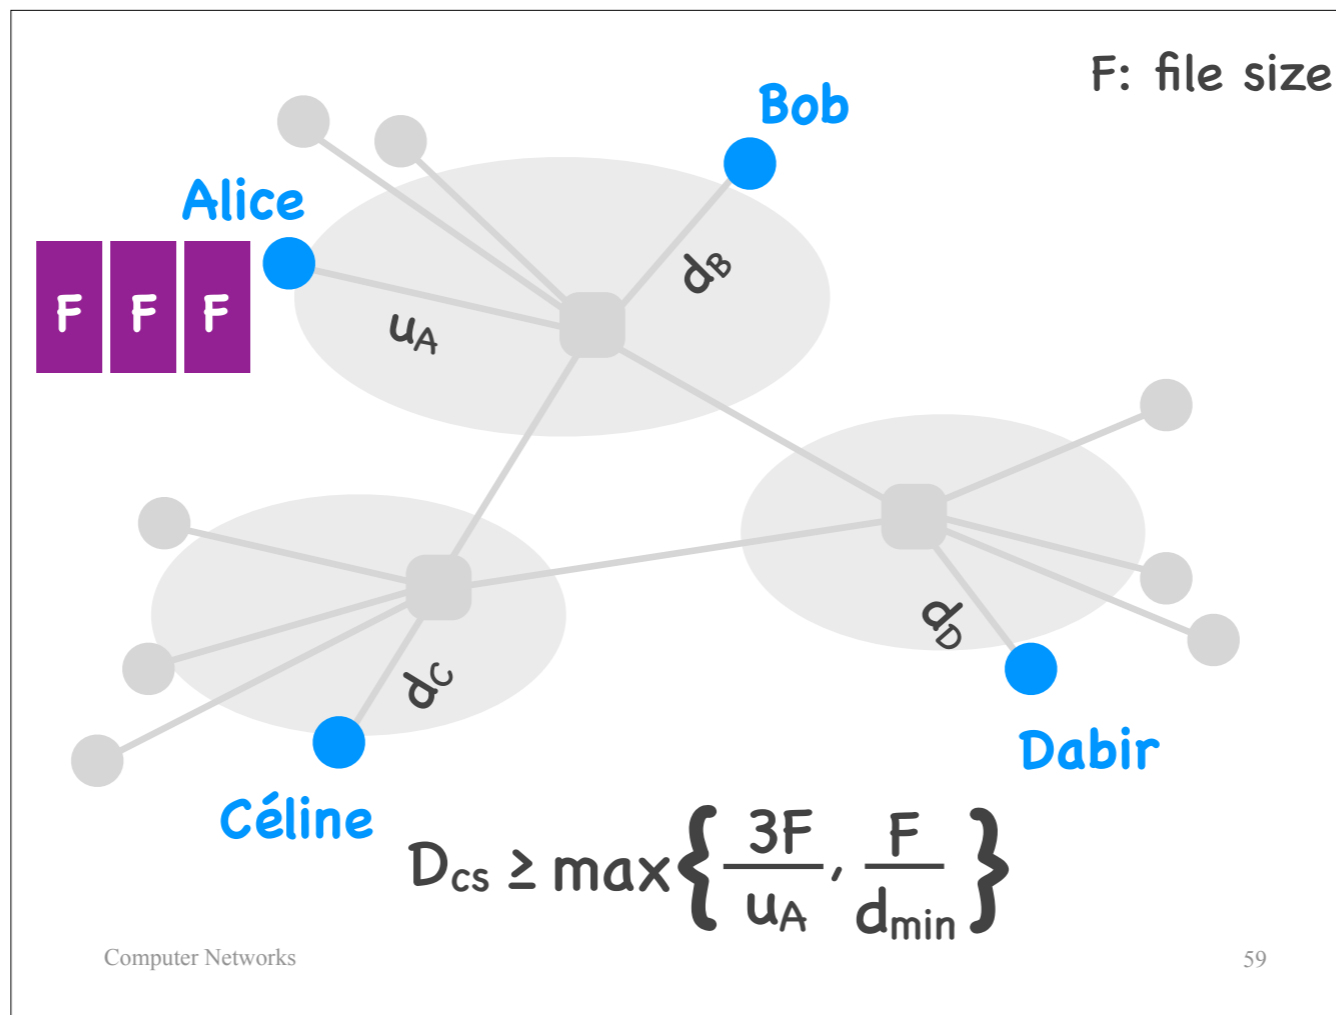 F: file size
Bob
Alice
F F F
dB
uA
dC
dD
Dabir
Céline
Dcs ≥ max{3F/uA, F/dmin}
Computer Networks
59